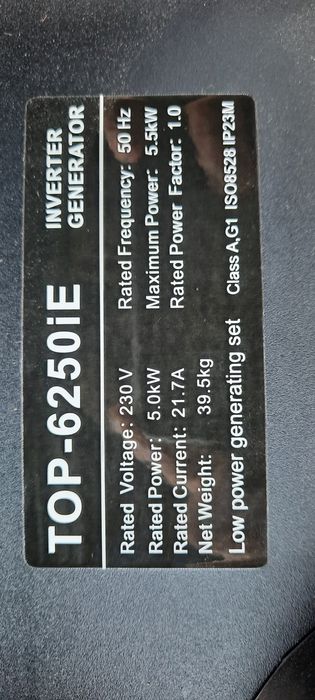 TOP-6250iE INVERTER GENERATOR
Rated Voltage: 230 V Rated Frequency: 50 Hz
Rated Power: 5.0kW Maximum Power: 5.5kW
Rated Current: 21.7A Rated Power Factor: 1.0
Net Weight: 39.5kg
Low power generating set Class A,G1 ISO8528 IP23M